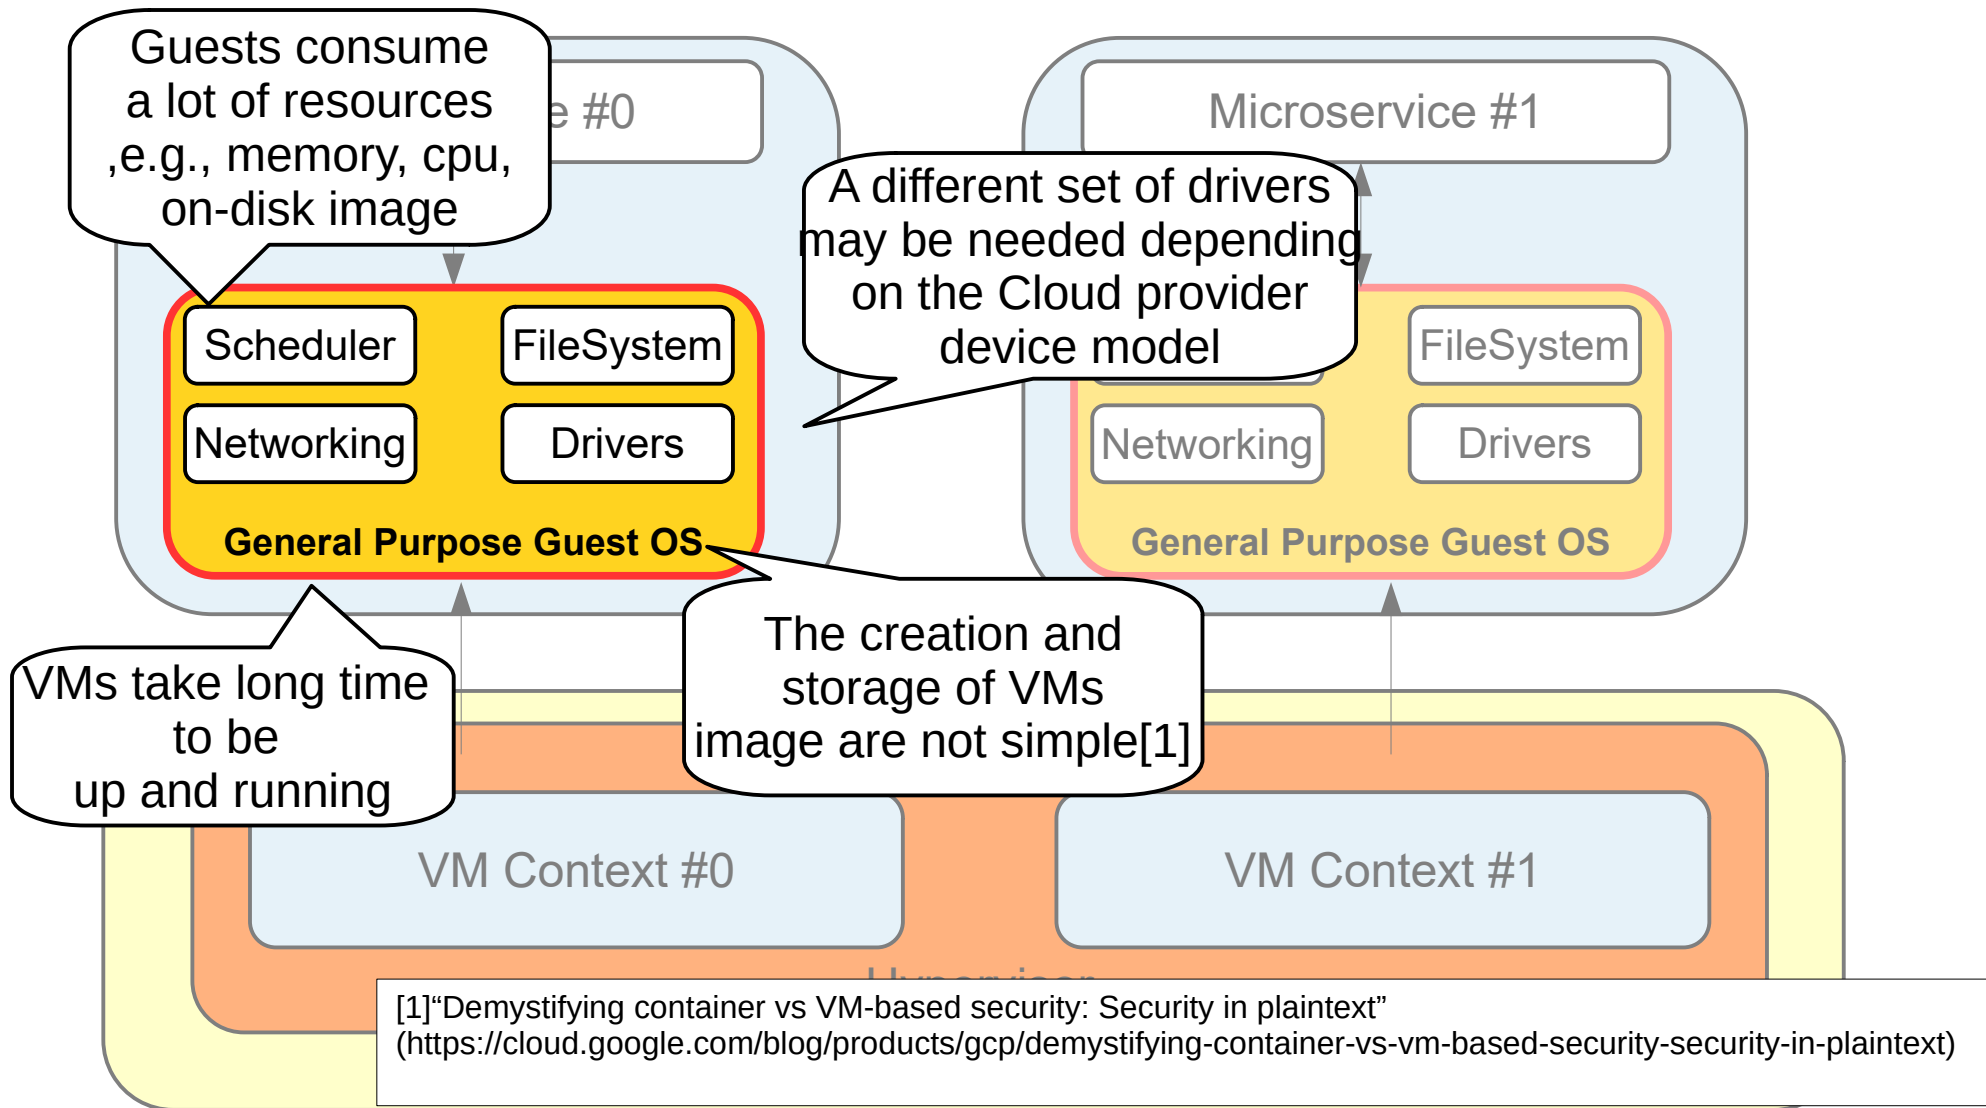 Guests consume
a lot of resources
,e.g., memory, cpu,
on-disk image
#0
Microservice #1
A different set of drivers
may be needed depending
on the Cloud provider
device model
Scheduler
FileSystem
Networking
Drivers
General Purpose Guest OS
FileSystem
Networking
Drivers
General Purpose Guest OS
VMs take long time
to be
up and running
The creation and
storage of VMs
image are not simple[1]
VM Context #0
VM Context #1
[1]“Demystifying container vs VM-based security: Security in plaintext”
(https://cloud.google.com/blog/products/gcp/demystifying-container-vs-vm-based-security-security-in-plaintext)